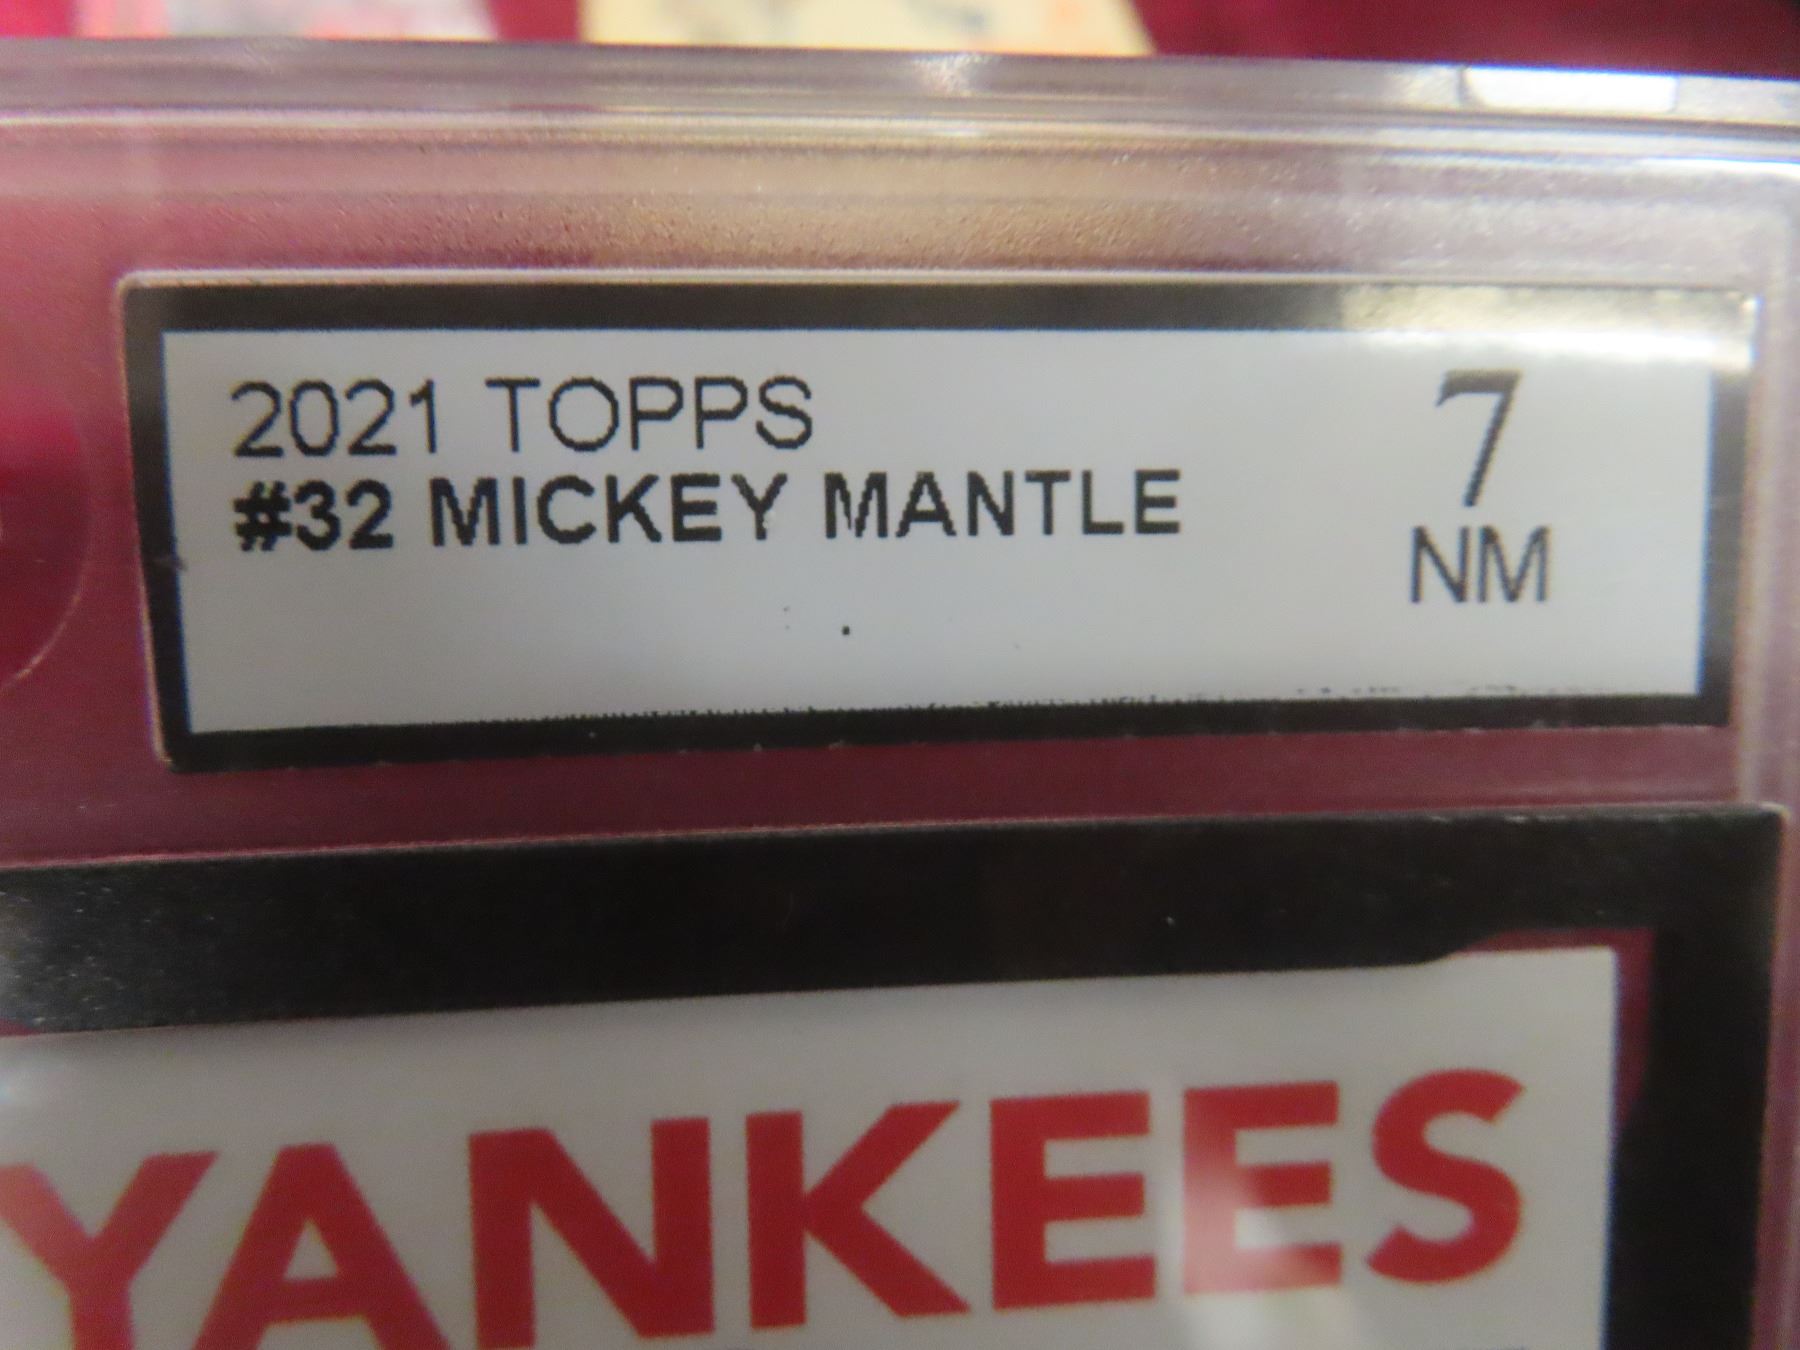 2021 TOPPS
#32 MICKEY MANTLE
7
NM
YANKEES